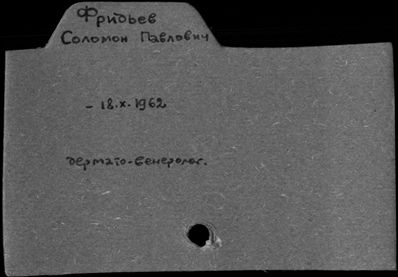 Фридьев
Соломон Павлович
- 18.X.1962
дермато-венеролог.